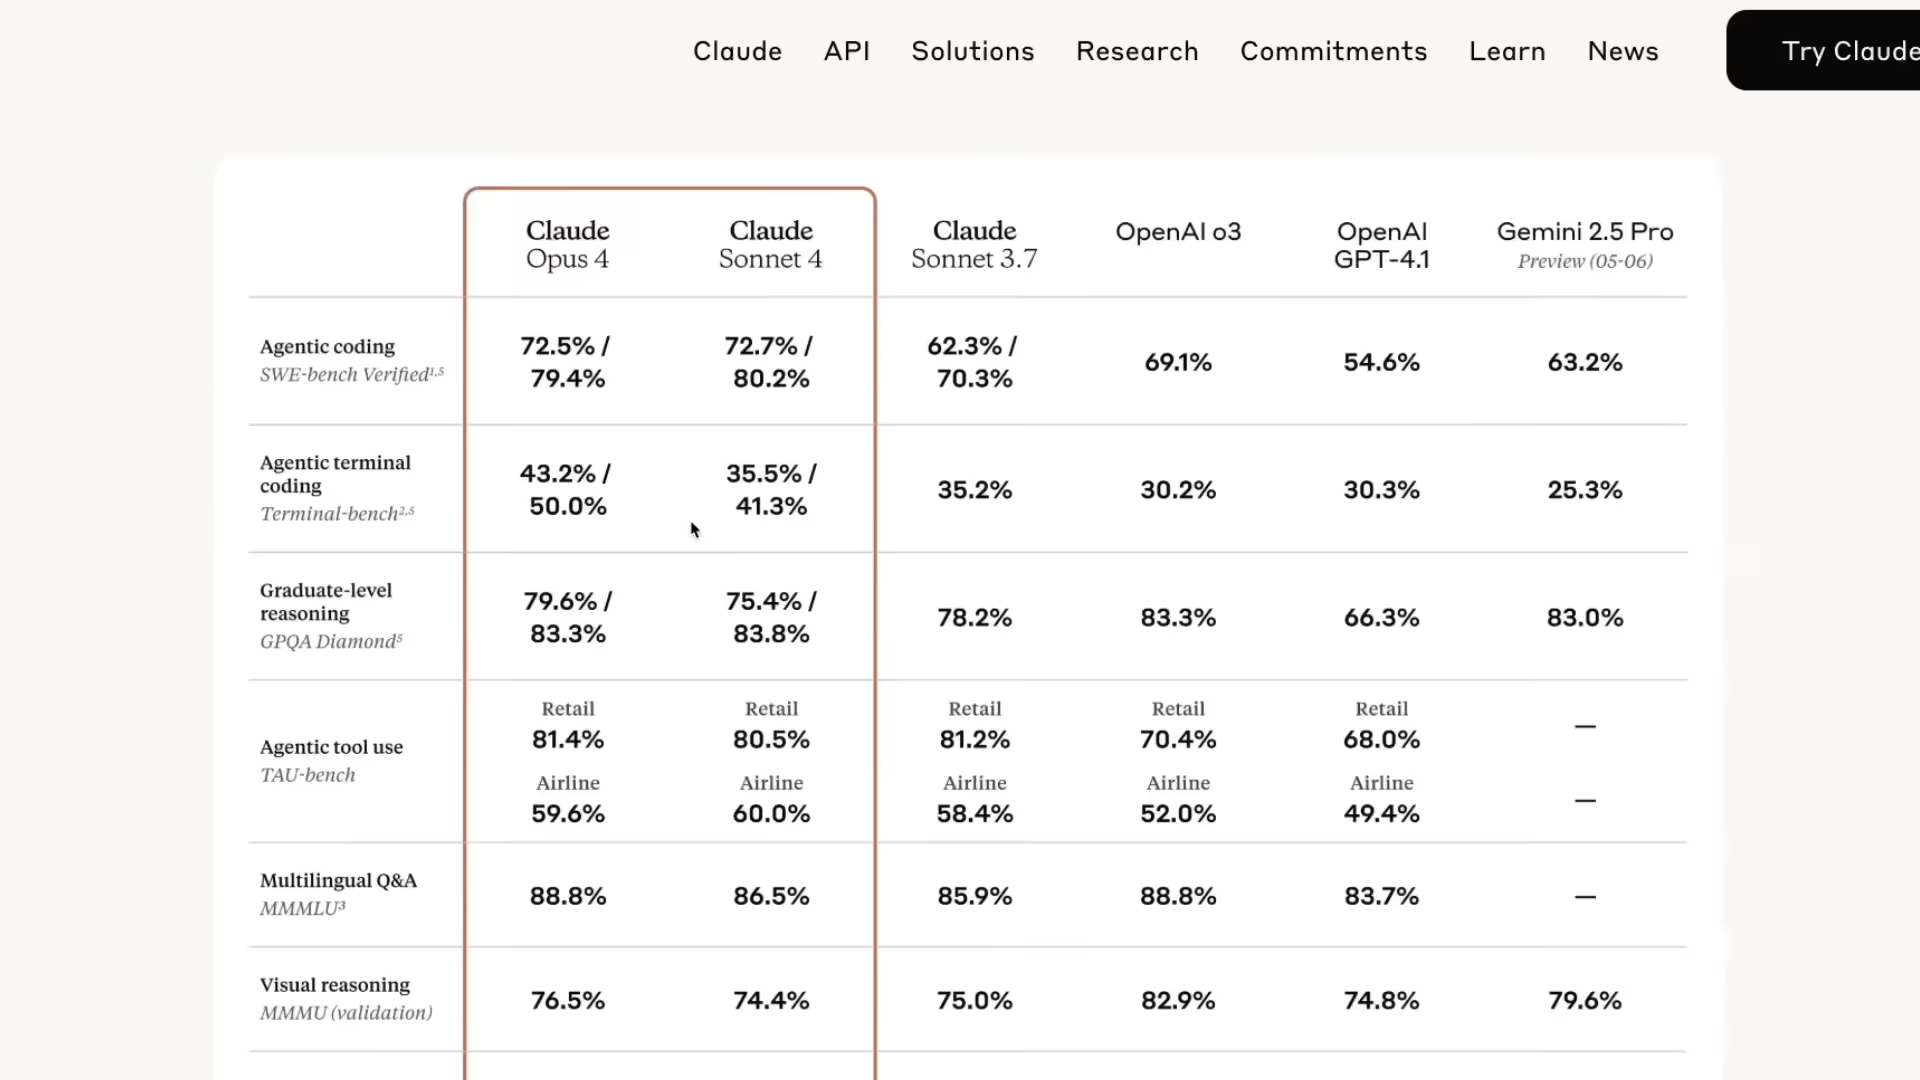 Claude API Solutions Research Commitments Learn News Try Claude
Claude Opus 4 Claude Sonnet 4 Claude Sonnet 3.7 OpenAI o3 OpenAI GPT-4.1 Gemini 2.5 Pro Preview (05-06)
Agentic coding
SWE-bench Verified¹,⁵
72.5% / 79.4% 72.7% / 80.2% 62.3% / 70.3% 69.1% 54.6% 63.2%
Agentic terminal
coding
Terminal-bench²,⁵
43.2% / 50.0% 35.5% / 41.3% 35.2% 30.2% 30.3% 25.3%
Graduate-level
reasoning
GPQA Diamond⁵
79.6% / 83.3% 75.4% / 83.8% 78.2% 83.3% 66.3% 83.0%
Agentic tool use
TAU-bench
Retail Retail Retail Retail Retail
81.4% 80.5% 81.2% 70.4% 68.0% —
Airline Airline Airline Airline Airline
59.6% 60.0% 58.4% 52.0% 49.4% —
Multilingual Q&A
MMMLU³
88.8% 86.5% 85.9% 88.8% 83.7% —
Visual reasoning
MMMU (validation)
76.5% 74.4% 75.0% 82.9% 74.8% 79.6%